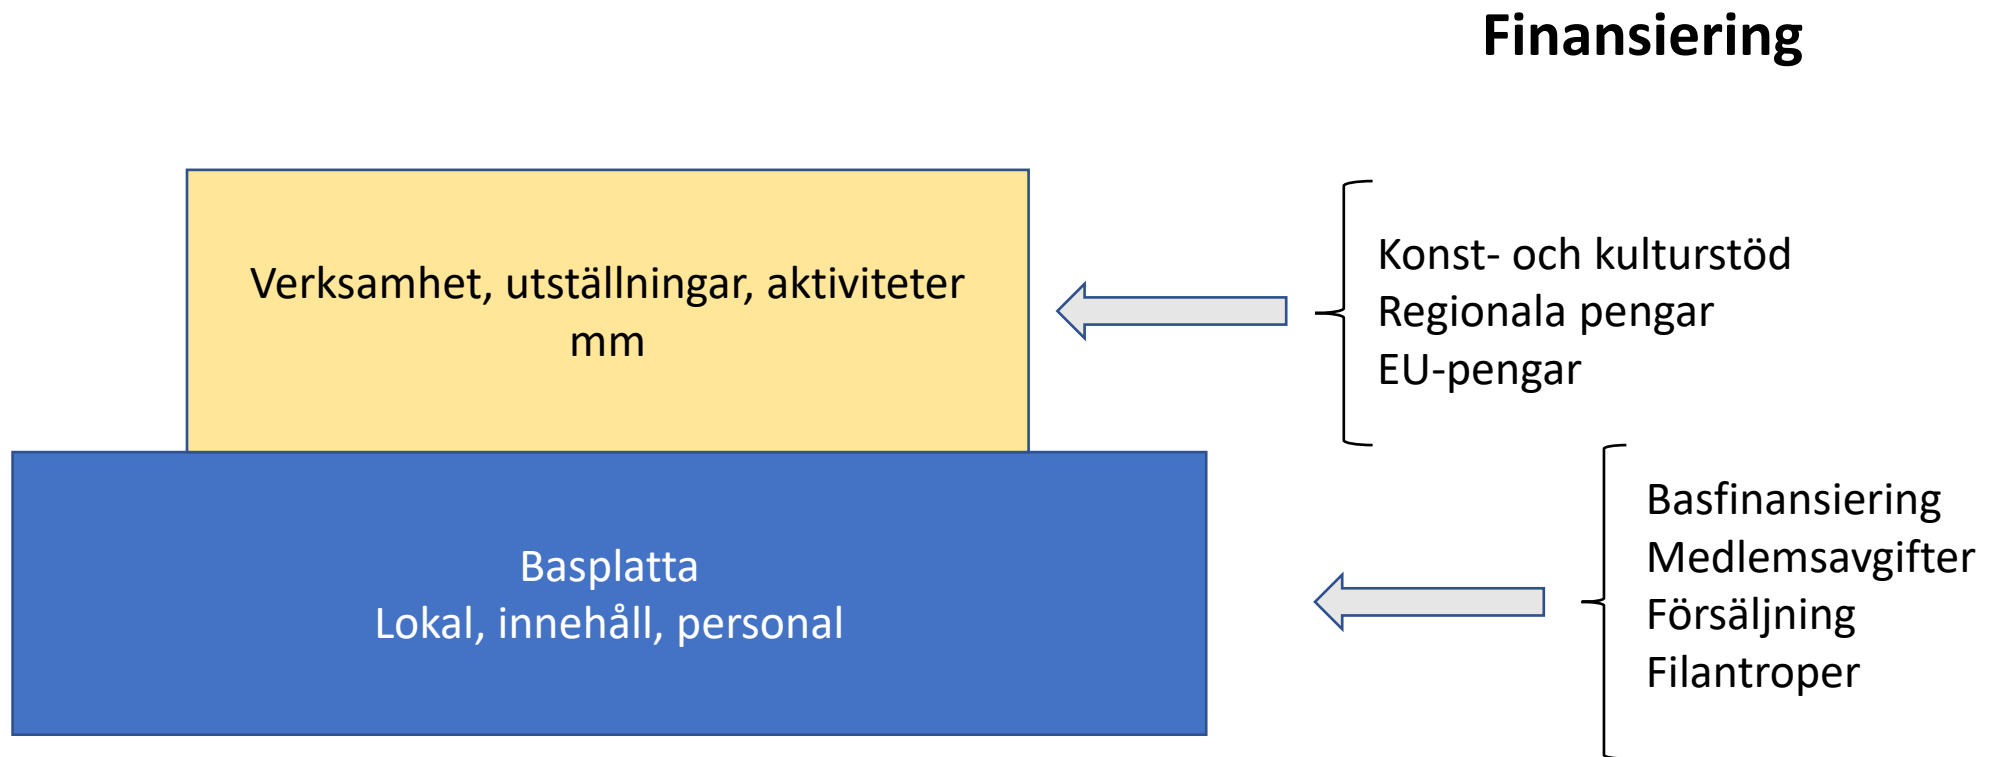 Finansiering
Verksamhet, utställningar, aktiviteter
mm
Konst- och kulturstöd
Regionala pengar
EU-pengar
Basplatta
Lokal, innehåll, personal
Basfinansiering
Medlemsavgifter
Försäljning
Filantroper